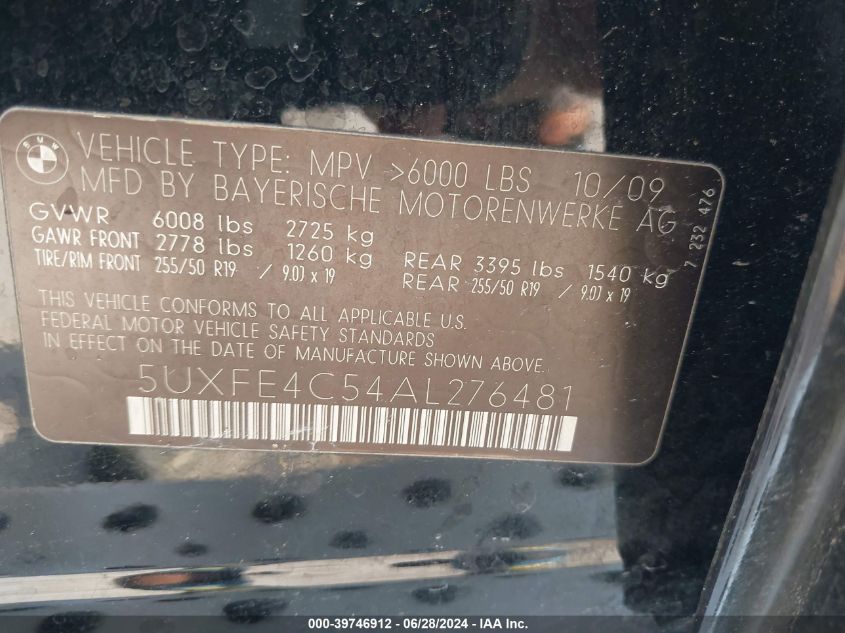 BMW
VEHICLE TYPE: MPV >6000 LBS 10/09
MFD BY BAYERISCHE MOTORENWERKE AG
GVWR 6008 lbs 2725 kg
GAWR FRONT 2778 lbs 1260 kg REAR 3395 lbs 1540 kg
TIRE/RIM FRONT 255/50 R19 / 9.0J x 19 REAR 255/50 R19 / 9.0J x 19
THIS VEHICLE CONFORMS TO ALL APPLICABLE U.S.
FEDERAL MOTOR VEHICLE SAFETY STANDARDS
IN EFFECT ON THE DATE OF MANUFACTURE SHOWN ABOVE.
5UXFE4C54AL276481
7 232 476
000-39746912 - 06/28/2024 - IAA Inc.